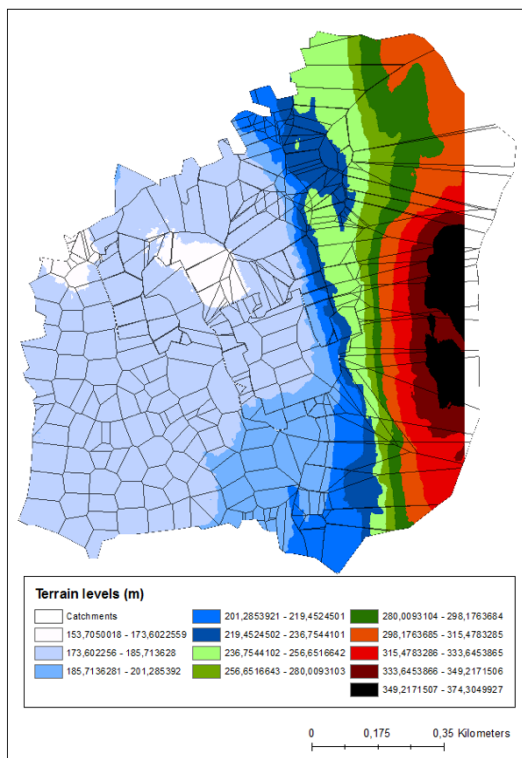 Terrain levels (m)
Catchments
153,7050018 - 173,6022559
173,602256 - 185,713628
185,7136281 - 201,285392
201,2853921 - 219,4524501
219,4524502 - 236,7544101
236,7544102 - 256,6516642
256,6516643 - 280,0093103
280,0093104 - 298,1763684
298,1763685 - 315,4783285
315,4783286 - 333,6453865
333,6453866 - 349,2171506
349,2171507 - 374,3049927
0 0,175 0,35 Kilometers